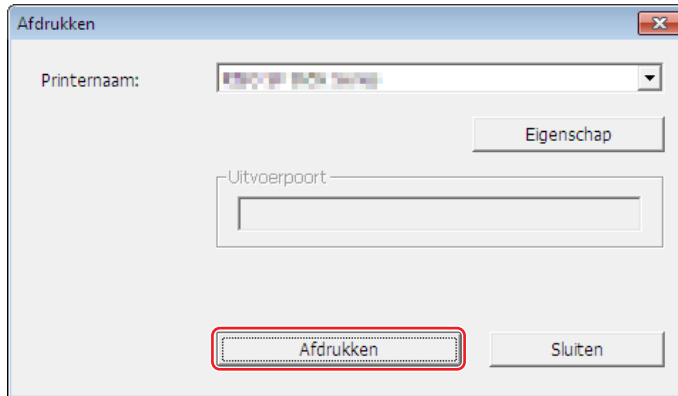 Afdrukken
Printernaam:
Eigenschap
Uitvoerpoort
Afdrukken Sluiten